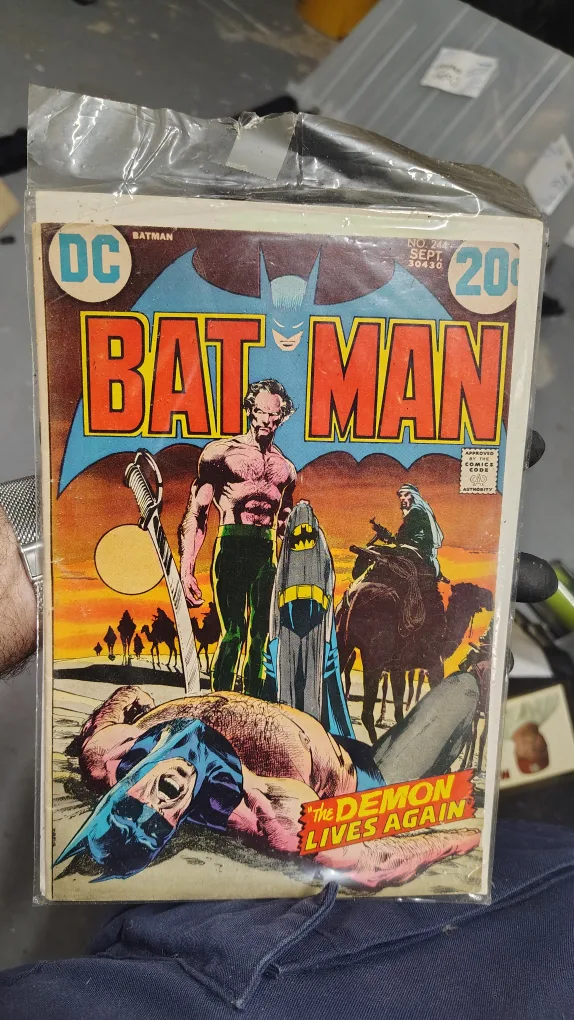 DC
BATMAN
NO. 244
SEPT.
30430
20¢
BATMAN
APPROVED
BY THE
COMICS
CODE
AUTHORITY
"The DEMON
LIVES AGAIN